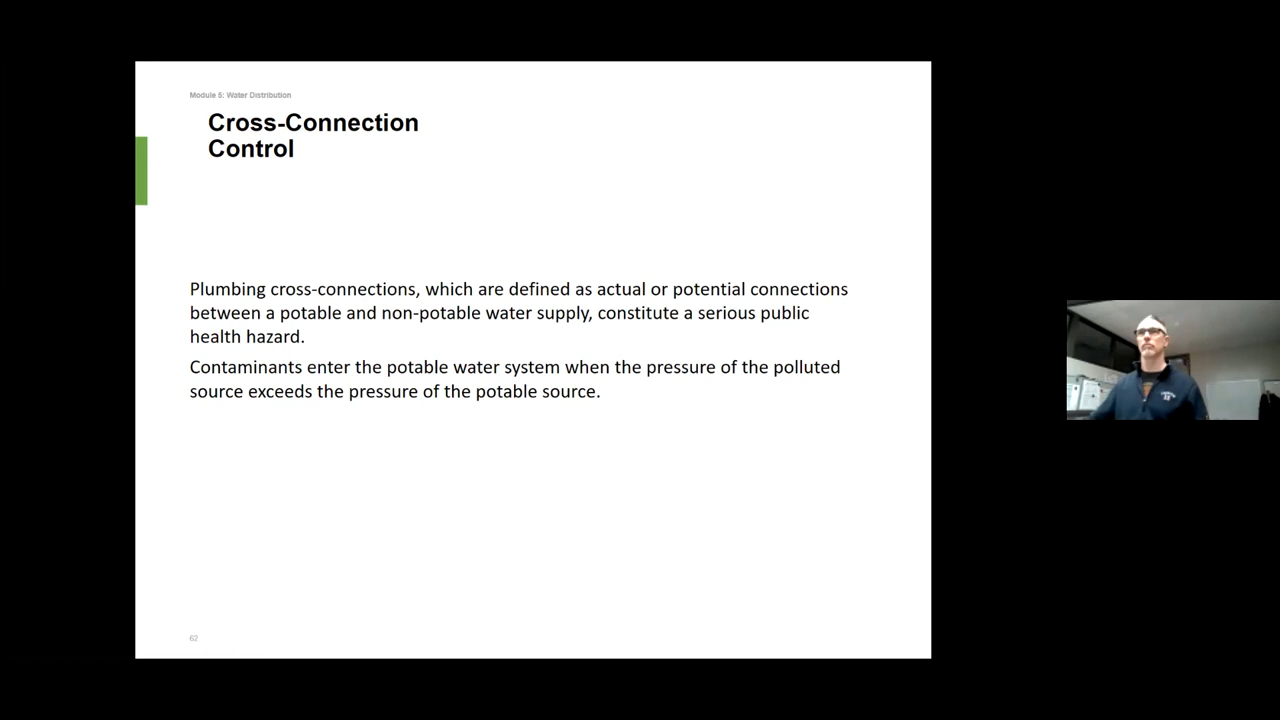 Module 5: Water Distribution
Cross-Connection
Control
Plumbing cross-connections, which are defined as actual or potential connections
between a potable and non-potable water supply, constitute a serious public
health hazard.
Contaminants enter the potable water system when the pressure of the polluted
source exceeds the pressure of the potable source.
62